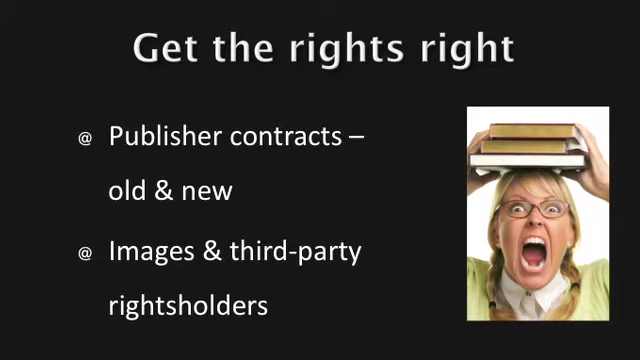 Get the rights right
@ Publisher contracts –
old & new
@ Images & third-party
rightsholders